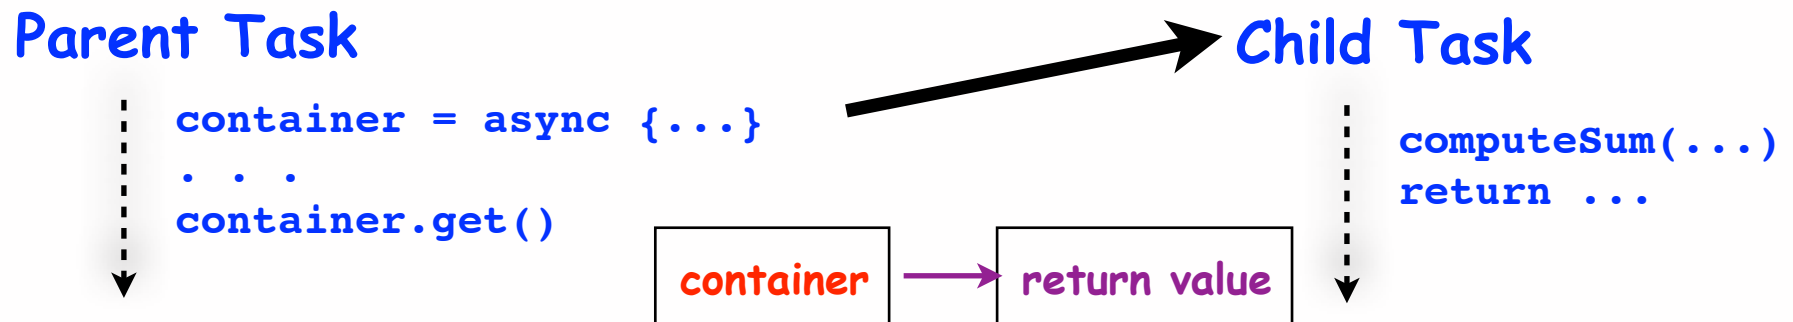 Parent Task
container = async {...}
. . .
container.get()
Child Task
computeSum(...)
return ...
container
return value